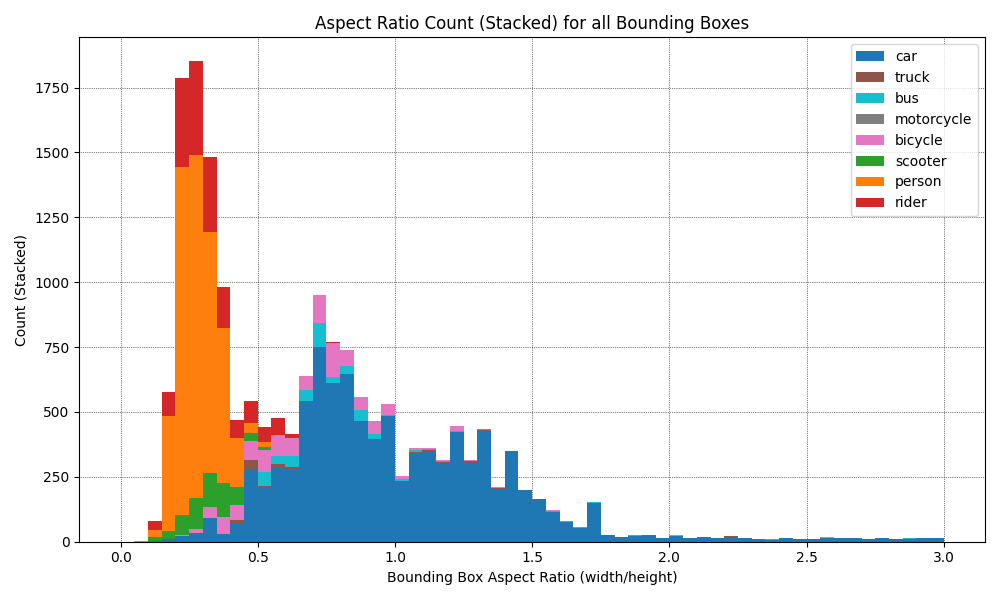 Aspect Ratio Count (Stacked) for all Bounding Boxes
car
truck
bus
motorcycle
bicycle
scooter
person
rider
Count (Stacked)
1750
1500
1250
1000
750
500
250
0
0.0 0.5 1.0 1.5 2.0 2.5 3.0
Bounding Box Aspect Ratio (width/height)